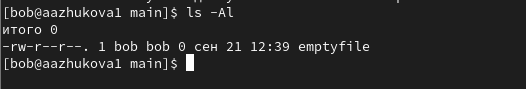 [bob@aazhukova1 main]$ ls -Al
итого 0
-rw-r--r--. 1 bob bob 0 сен 21 12:39 emptyfile
[bob@aazhukova1 main]$